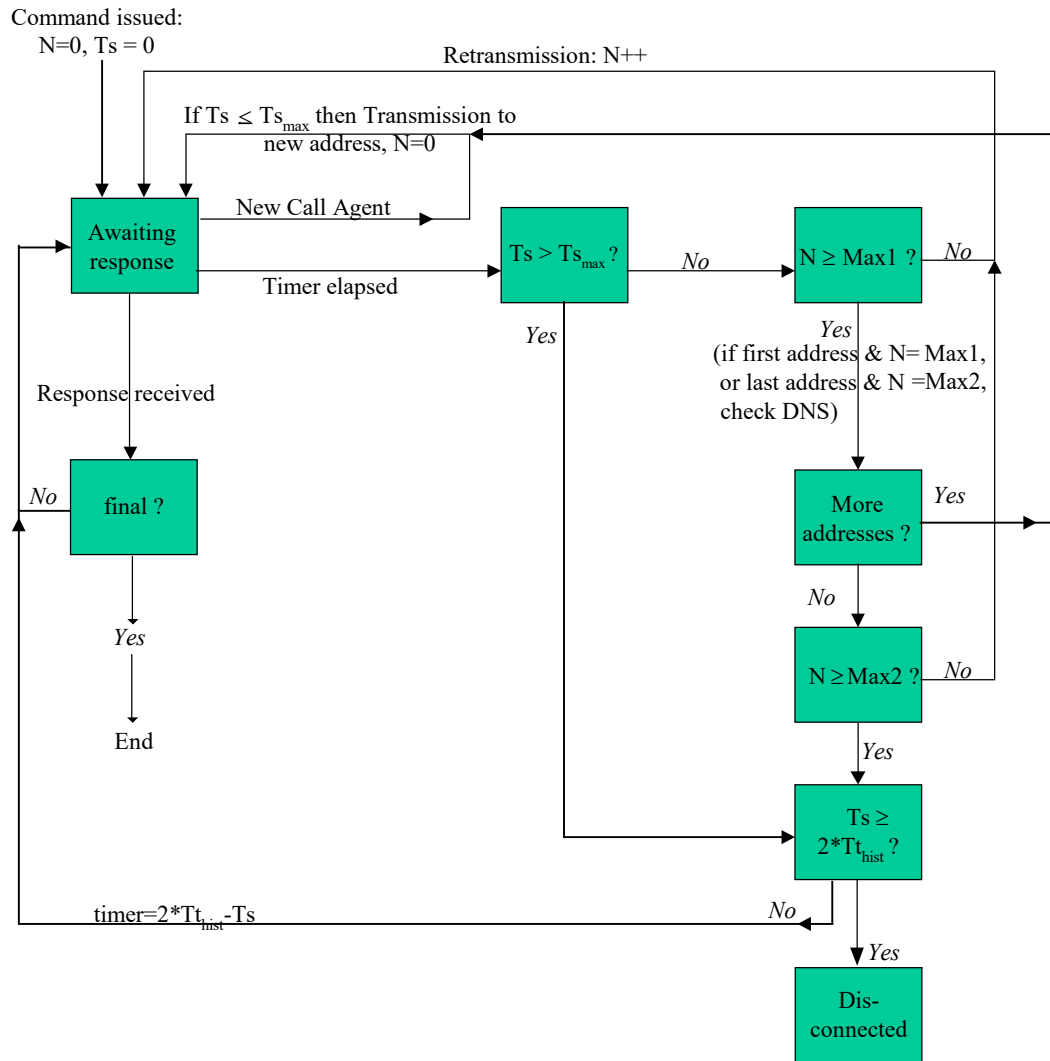 Command issued:
N=0, Ts = 0
Retransmission: N++
If Ts ≤ Tsmax then Transmission to
new address, N=0
New Call Agent
Awaiting
response
Timer elapsed
Ts > Tsmax ?
No
N ≥ Max1 ?
No
Yes
Yes
(if first address & N= Max1,
or last address & N =Max2,
check DNS)
Response received
final ?
No
More
addresses ?
Yes
No
Yes
N ≥ Max2 ?
No
End
Yes
Ts ≥
2*Tthist ?
timer=2*Tthist-Ts
No
Yes
Dis-
connected